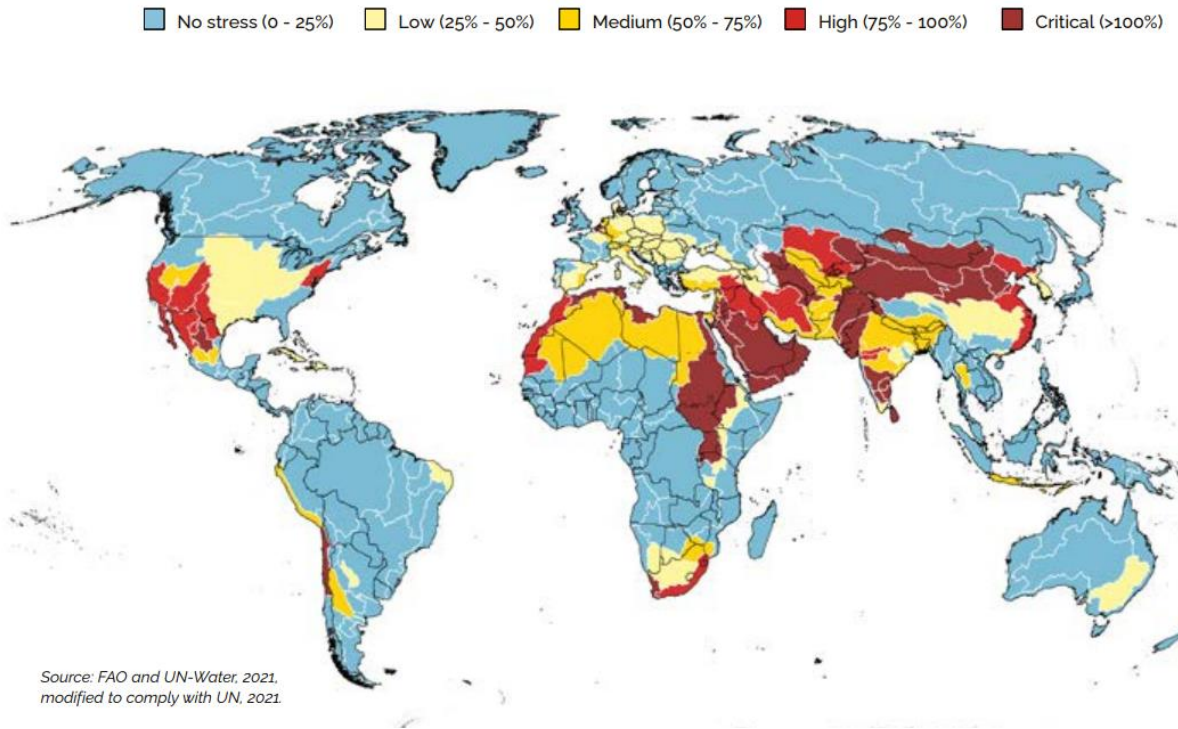 No stress (0 - 25%) Low (25% - 50%) Medium (50% - 75%) High (75% - 100%) Critical (>100%)
Source: FAO and UN-Water, 2021,
modified to comply with UN, 2021.